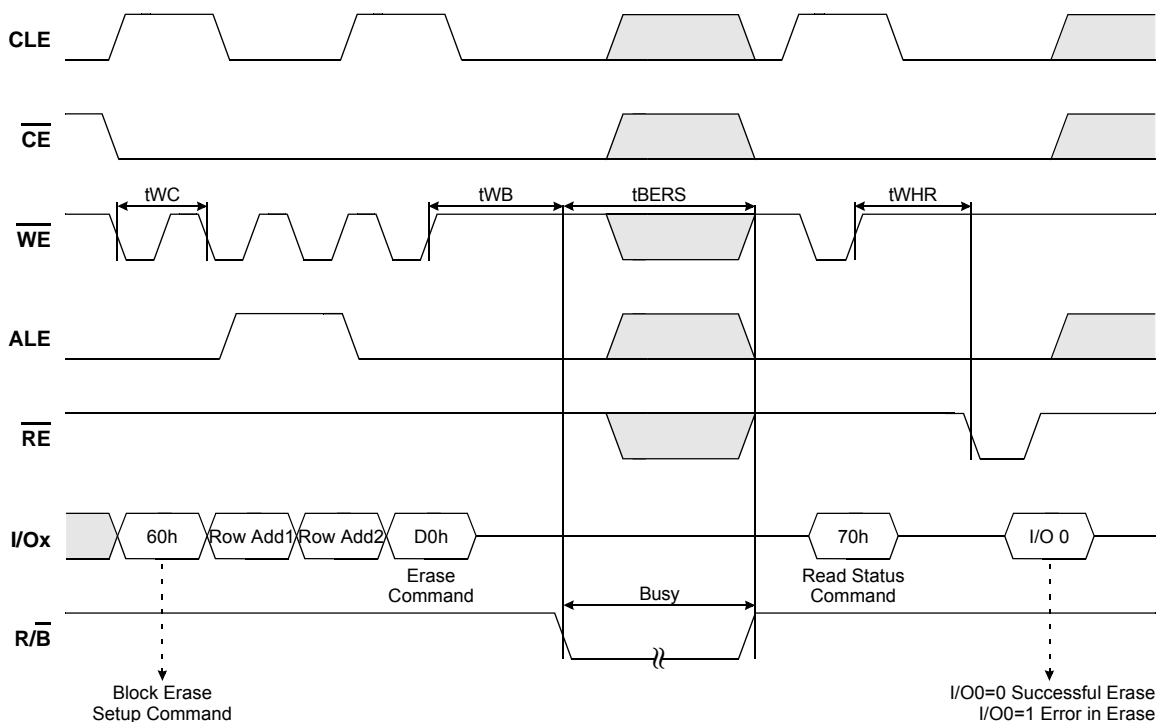 CLE
CE
tWC
tWB
tBERS
tWHR
WE
ALE
RE
I/Ox
60h
Row Add1
Row Add2
D0h
70h
I/O 0
Erase
Command
Read Status
Command
Busy
R/B
Block Erase
Setup Command
I/O0=0 Successful Erase
I/O0=1 Error in Erase